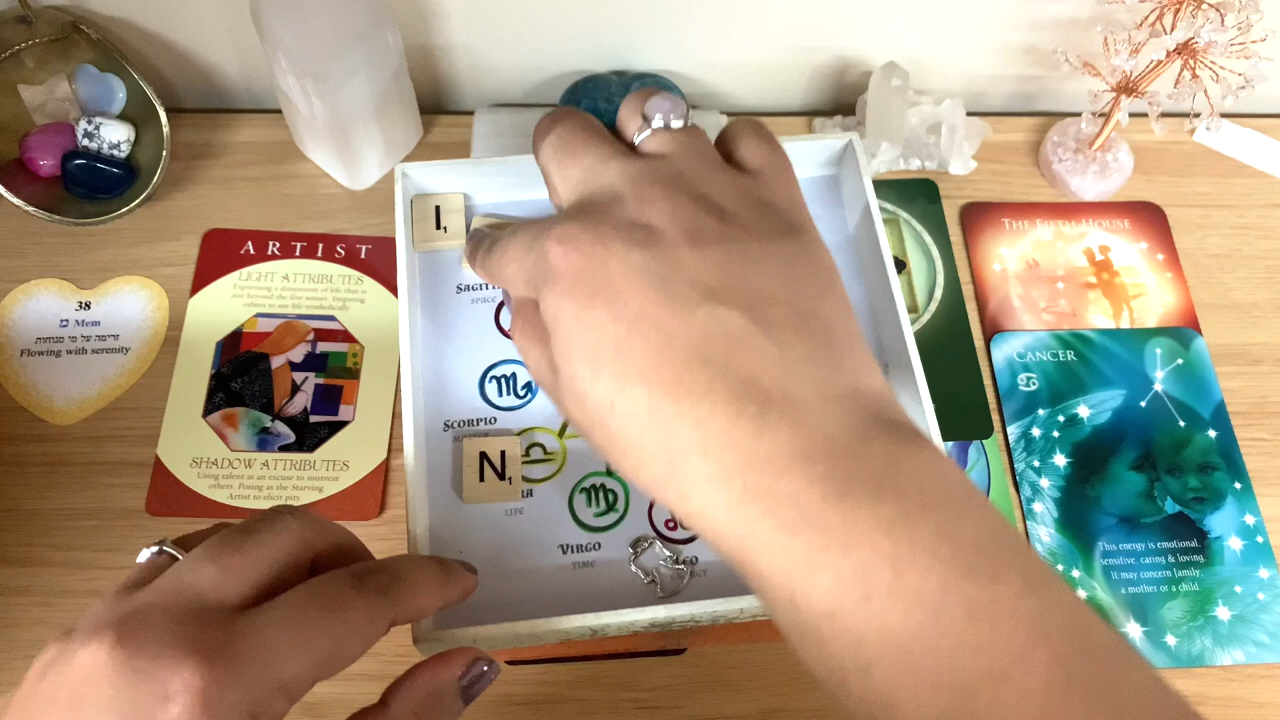 38
מ Mem
זרימה על מי מנוחות
Flowing with serenity
ARTIST
LIGHT ATTRIBUTES
Expressing a dimension of life that is
just beyond the five senses. Inspiring
others to see life symbolically
SHADOW ATTRIBUTES
Using talent as an excuse to mistreat
others. Posing as the Starving
Artist to elicit pity
I1
SAGIT
SPACE
SCORPIO
N1
LIFE
VIRGO
TIME
THE FIFTH HOUSE
CANCER
♋
This energy is emotional,
sensitive, caring & loving.
It may concern family,
a mother or a child.